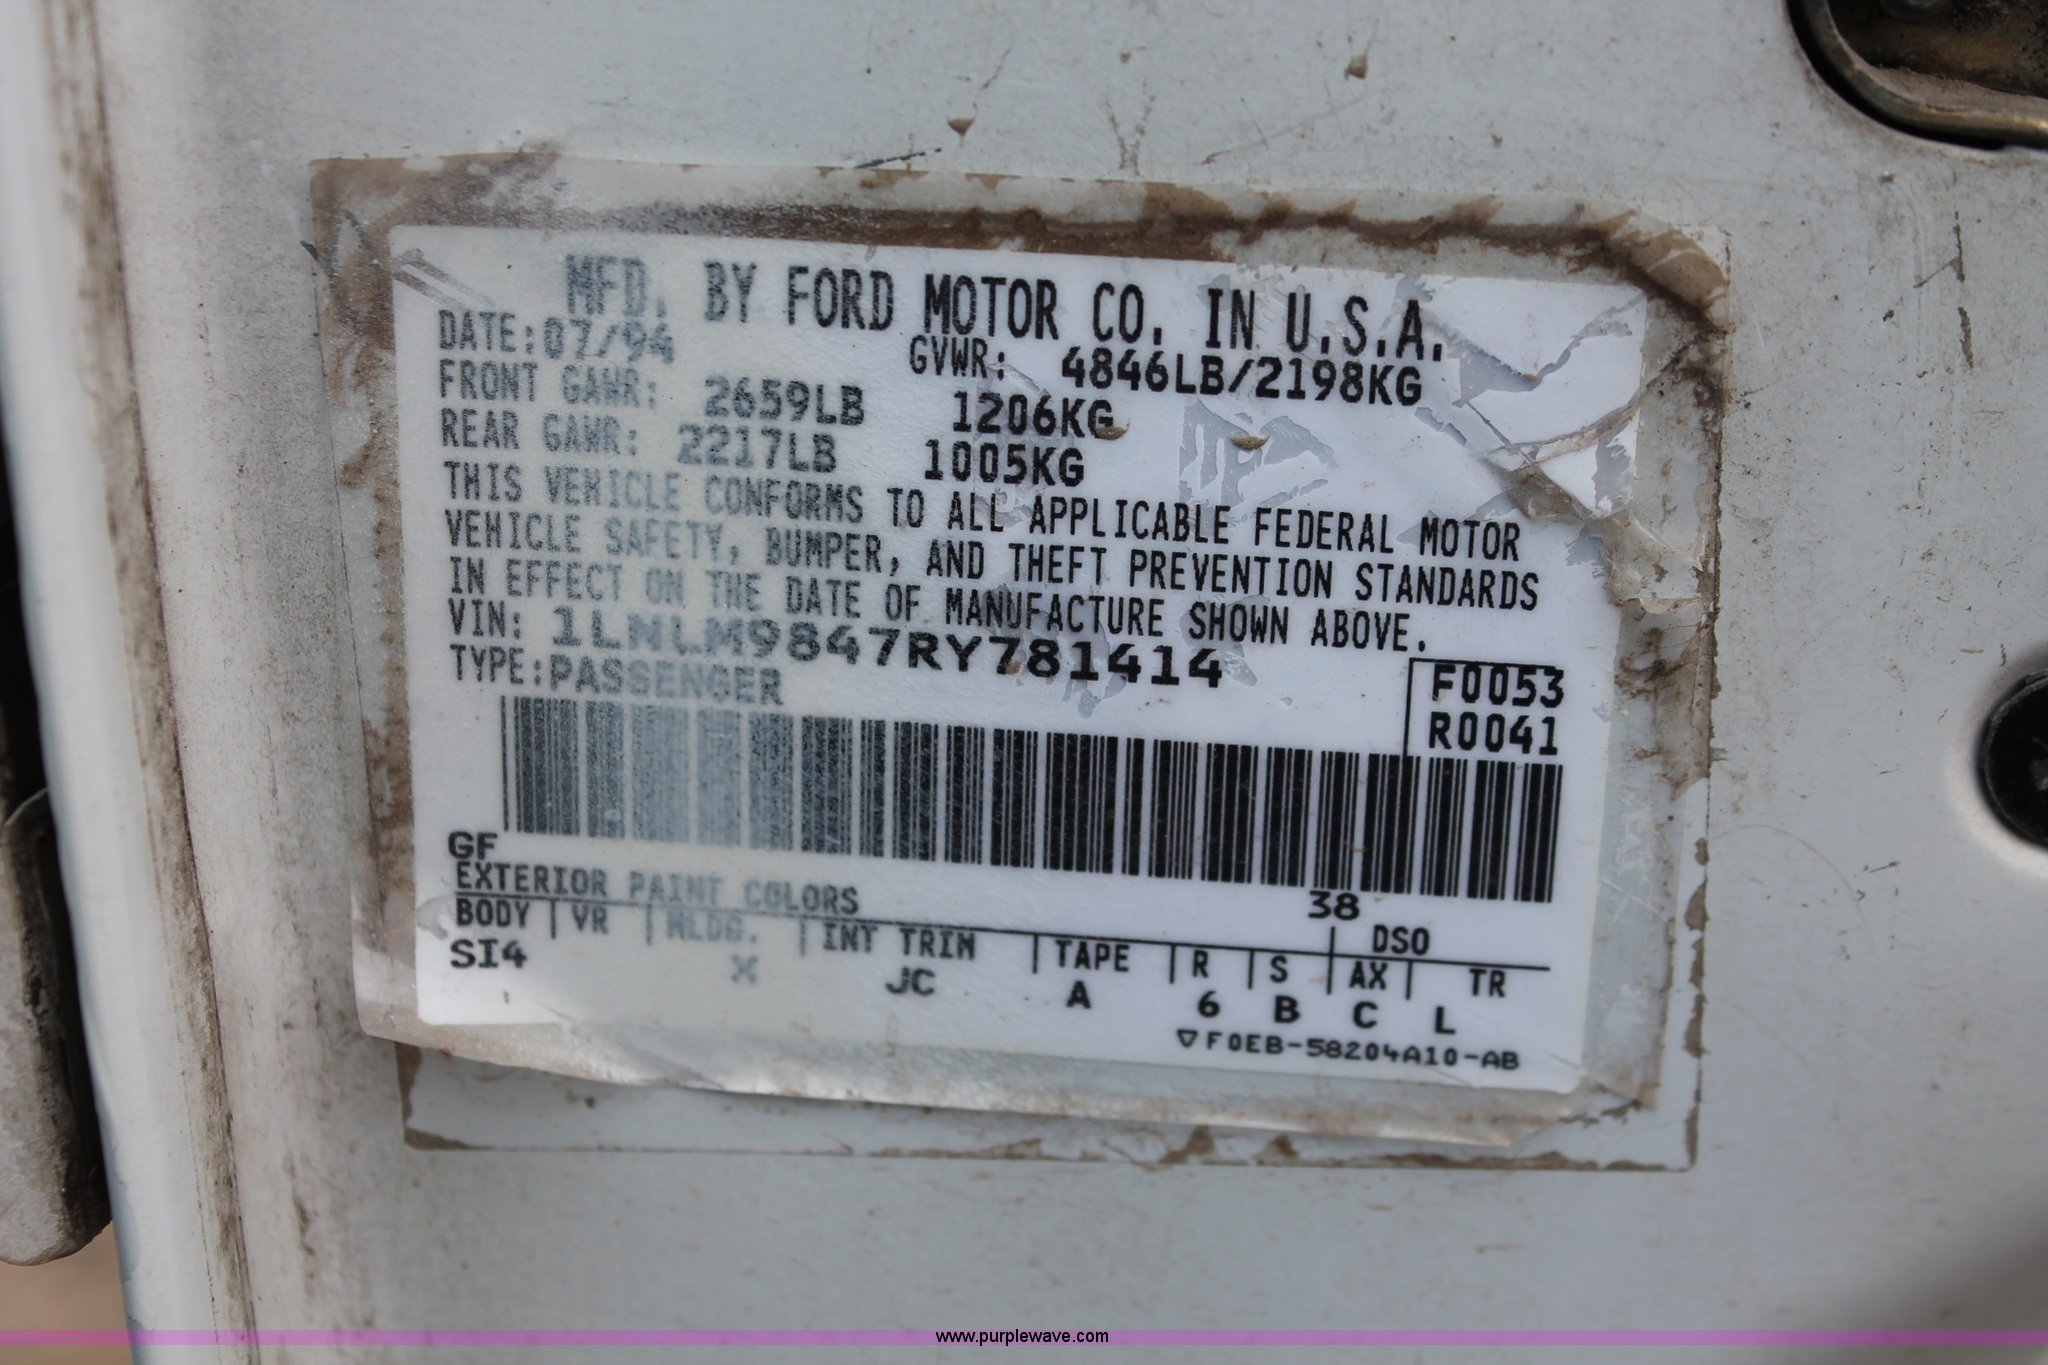 MFD. BY FORD MOTOR CO. IN U.S.A.
DATE:07/94 GVWR: 4846LB/2198KG
FRONT GAWR: 2659LB 1206KG
REAR GAWR: 2217LB 1005KG
THIS VEHICLE CONFORMS TO ALL APPLICABLE FEDERAL MOTOR
VEHICLE SAFETY, BUMPER, AND THEFT PREVENTION STANDARDS
IN EFFECT ON THE DATE OF MANUFACTURE SHOWN ABOVE.
VIN: 1LNLM9847RY781414
TYPE:PASSENGER
F0053
R0041
GF
EXTERIOR PAINT COLORS 38 DSO
BODY | VR | MLDG. | INT TRIM | TAPE | R | S | AX | TR
SI4 X JC A 6 B C L
▽F0EB-58204A10-AB
www.purplewave.com